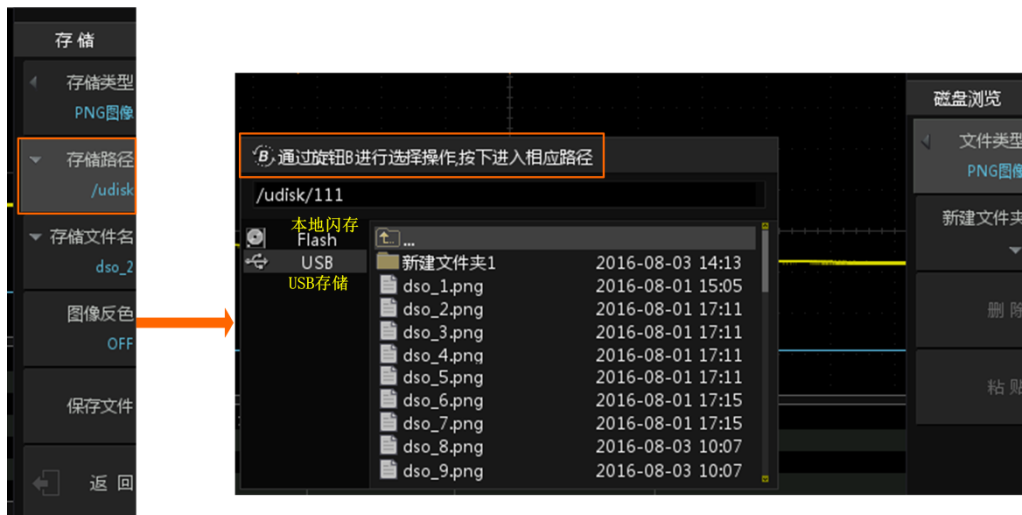 存 储
存储类型
PNG图像
存储路径
/udisk
存储文件名
dso_2
图像反色
OFF
保存文件
返 回
B 通过旋钮B进行选择操作,按下进入相应路径
/udisk/111
本地闪存
Flash
USB
USB存储
...
新建文件夹1 2016-08-03 14:13
dso_1.png 2016-08-01 15:05
dso_2.png 2016-08-01 17:11
dso_3.png 2016-08-01 17:11
dso_4.png 2016-08-01 17:11
dso_5.png 2016-08-01 17:11
dso_6.png 2016-08-01 17:15
dso_7.png 2016-08-01 17:15
dso_8.png 2016-08-03 10:07
dso_9.png 2016-08-03 10:07
磁盘浏览
文件类型
PNG图像
新建文件夹
删 除
粘 贴